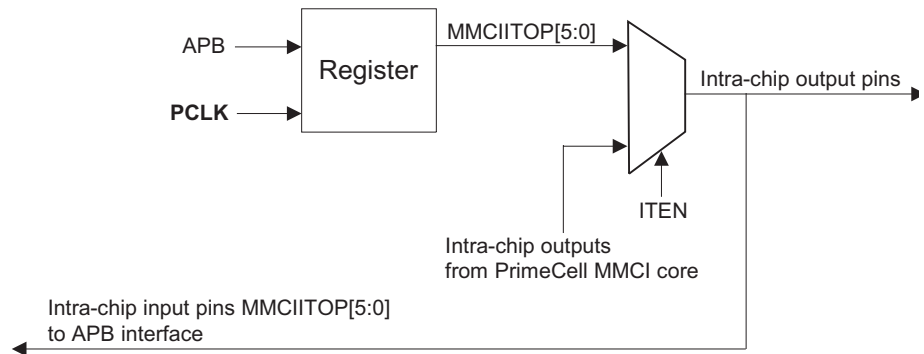 MMCIITOP[5:0]
APB
Register
PCLK
Intra-chip output pins
ITEN
Intra-chip outputs
from PrimeCell MMCI core
Intra-chip input pins MMCIITOP[5:0]
to APB interface